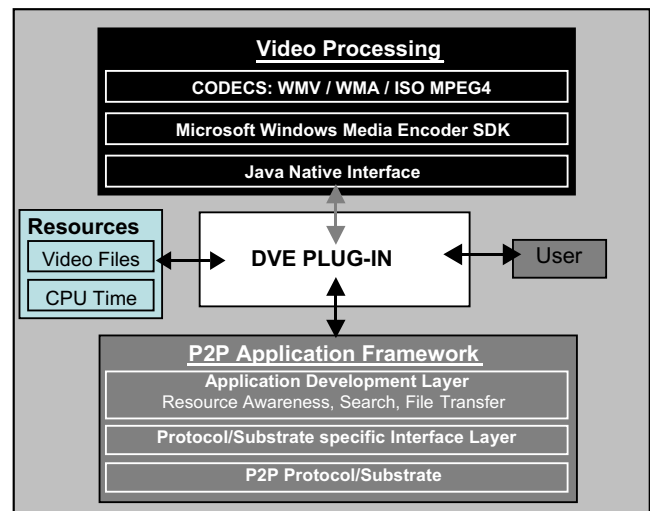 Video Processing
CODECS: WMV / WMA / ISO MPEG4
Microsoft Windows Media Encoder SDK
Java Native Interface
Resources
Video Files
CPU Time
DVE PLUG-IN
User
P2P Application Framework
Application Development Layer
Resource Awareness, Search, File Transfer
Protocol/Substrate specific Interface Layer
P2P Protocol/Substrate